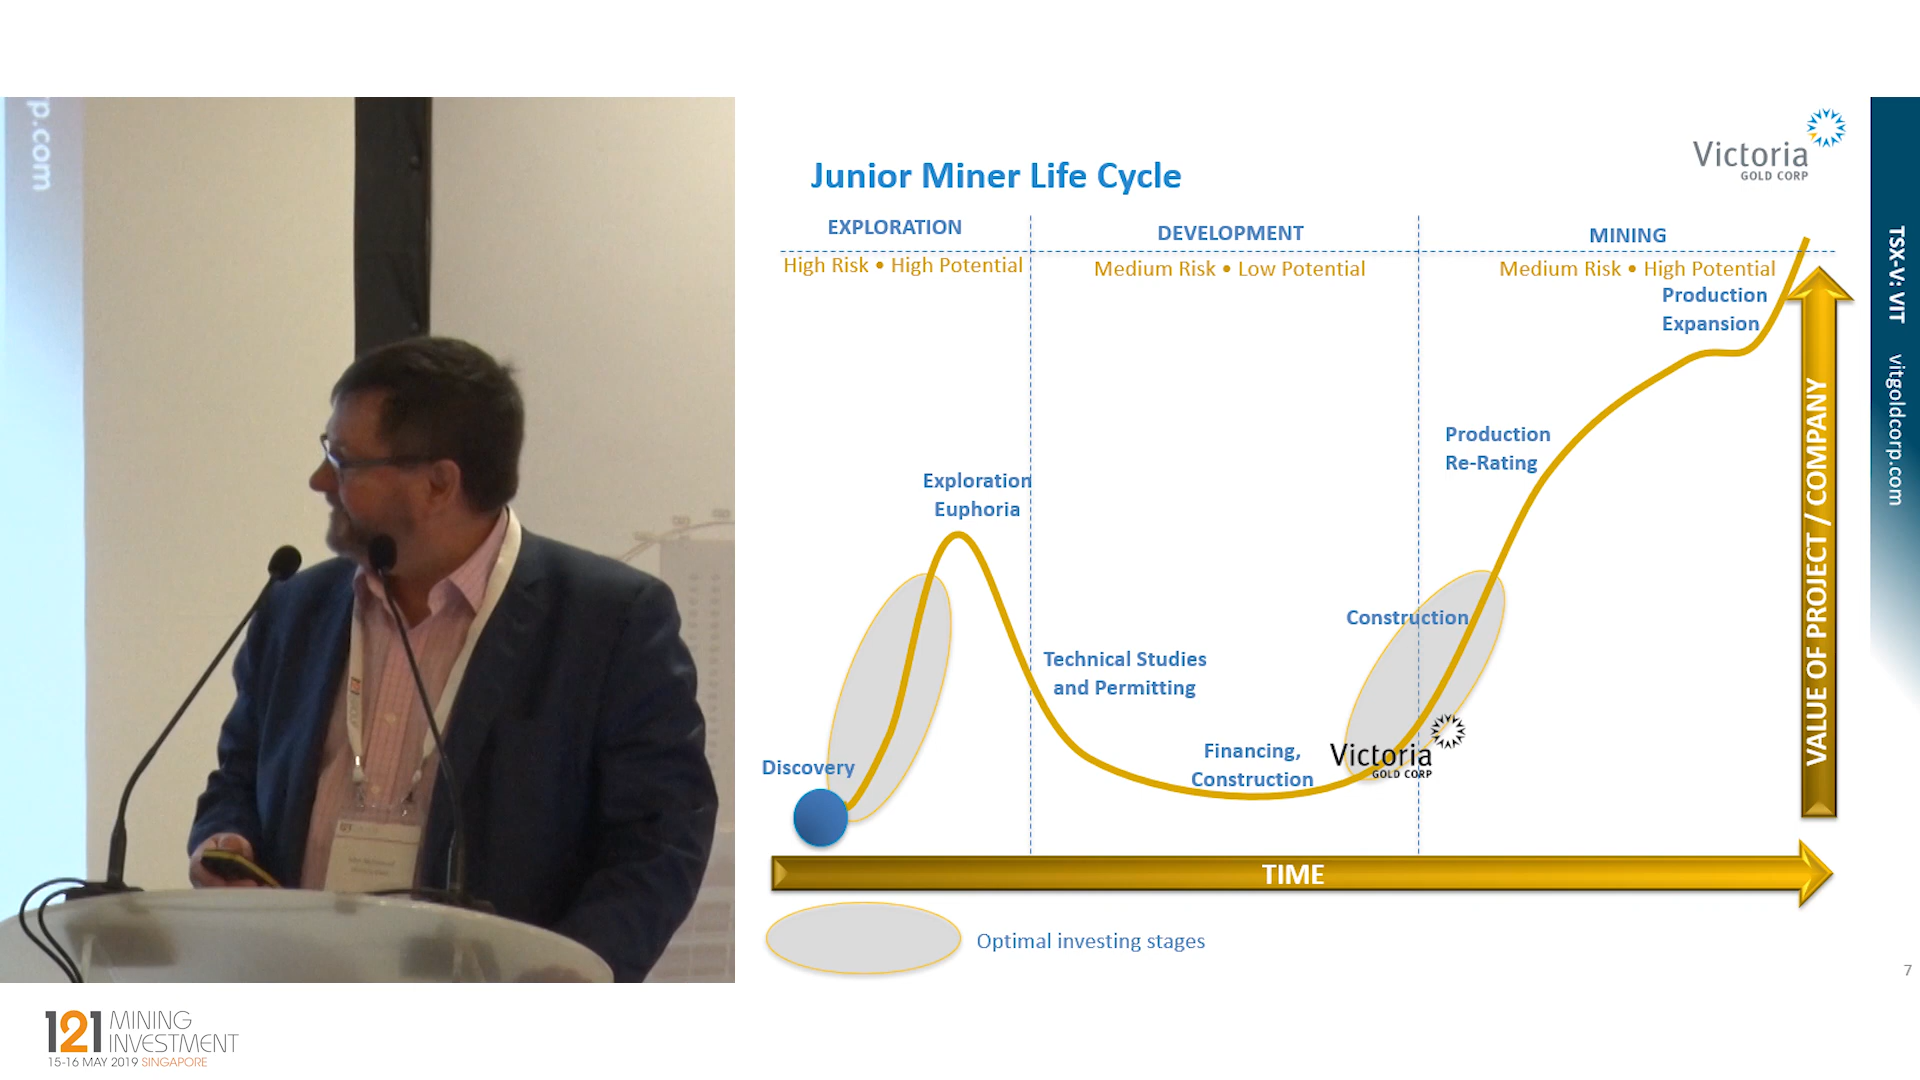 p.com
Victoria
GOLD CORP
Junior Miner Life Cycle
EXPLORATION
DEVELOPMENT
MINING
High Risk • High Potential
Medium Risk • Low Potential
Medium Risk • High Potential
Production
Expansion
Production
Re-Rating
Exploration
Euphoria
Construction
Technical Studies
and Permitting
Financing,
Construction
Victoria
GOLD CORP
Discovery
VALUE OF PROJECT / COMPANY
TIME
Optimal investing stages
TSX-V: VIT vitgoldcorp.com
7
121 MINING
INVESTMENT
15-16 MAY 2019 SINGAPORE